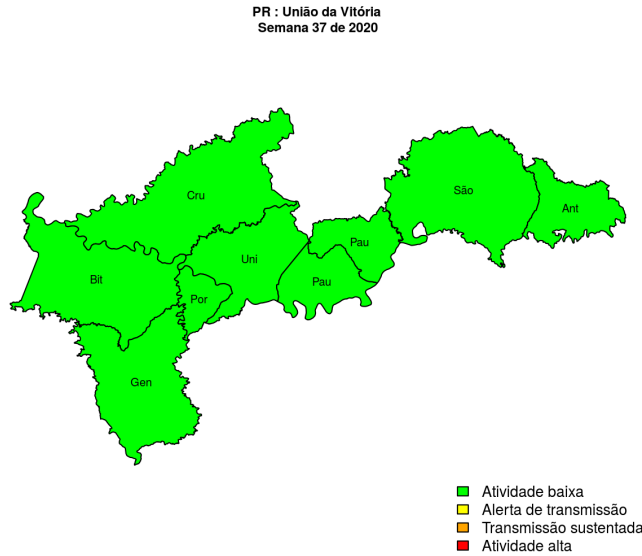 PR : União da Vitória
Semana 37 de 2020
Cru
São
Ant
Pau
Uni
Bit
Pau
Por
Gen
Atividade baixa
Alerta de transmissão
Transmissão sustentada
Atividade alta